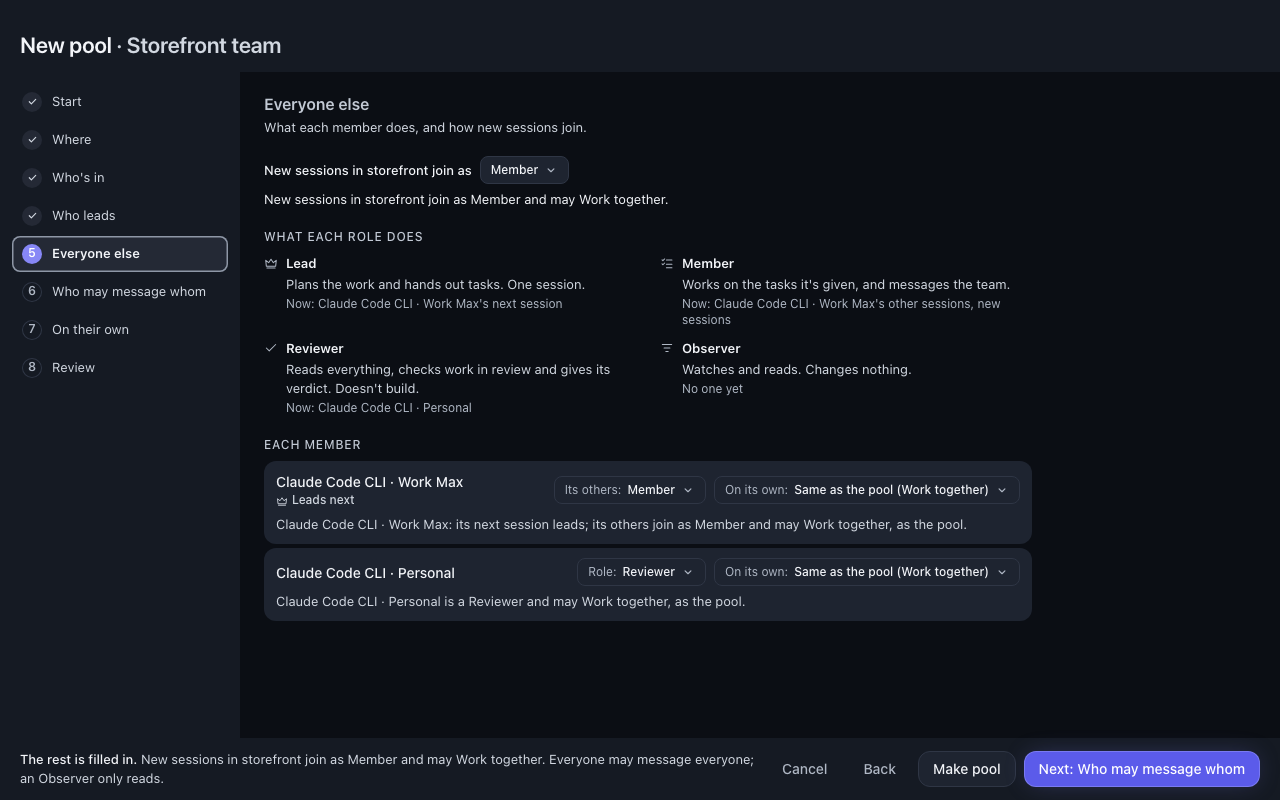 New pool · Storefront team
Start
Where
Who's in
Who leads
5 Everyone else
6 Who may message whom
7 On their own
8 Review
Everyone else
What each member does, and how new sessions join.
New sessions in storefront join as Member
New sessions in storefront join as Member and may Work together.
WHAT EACH ROLE DOES
Lead
Plans the work and hands out tasks. One session.
Now: Claude Code CLI · Work Max's next session
Member
Works on the tasks it's given, and messages the team.
Now: Claude Code CLI · Work Max's other sessions, new
sessions
Reviewer
Reads everything, checks work in review and gives its
verdict. Doesn't build.
Now: Claude Code CLI · Personal
Observer
Watches and reads. Changes nothing.
No one yet
EACH MEMBER
Claude Code CLI · Work Max
Leads next
Its others: Member
On its own: Same as the pool (Work together)
Claude Code CLI · Work Max: its next session leads; its others join as Member and may Work together, as the pool.
Claude Code CLI · Personal
Role: Reviewer
On its own: Same as the pool (Work together)
Claude Code CLI · Personal is a Reviewer and may Work together, as the pool.
The rest is filled in. New sessions in storefront join as Member and may Work together. Everyone may message everyone;
an Observer only reads.
Cancel
Back
Make pool
Next: Who may message whom